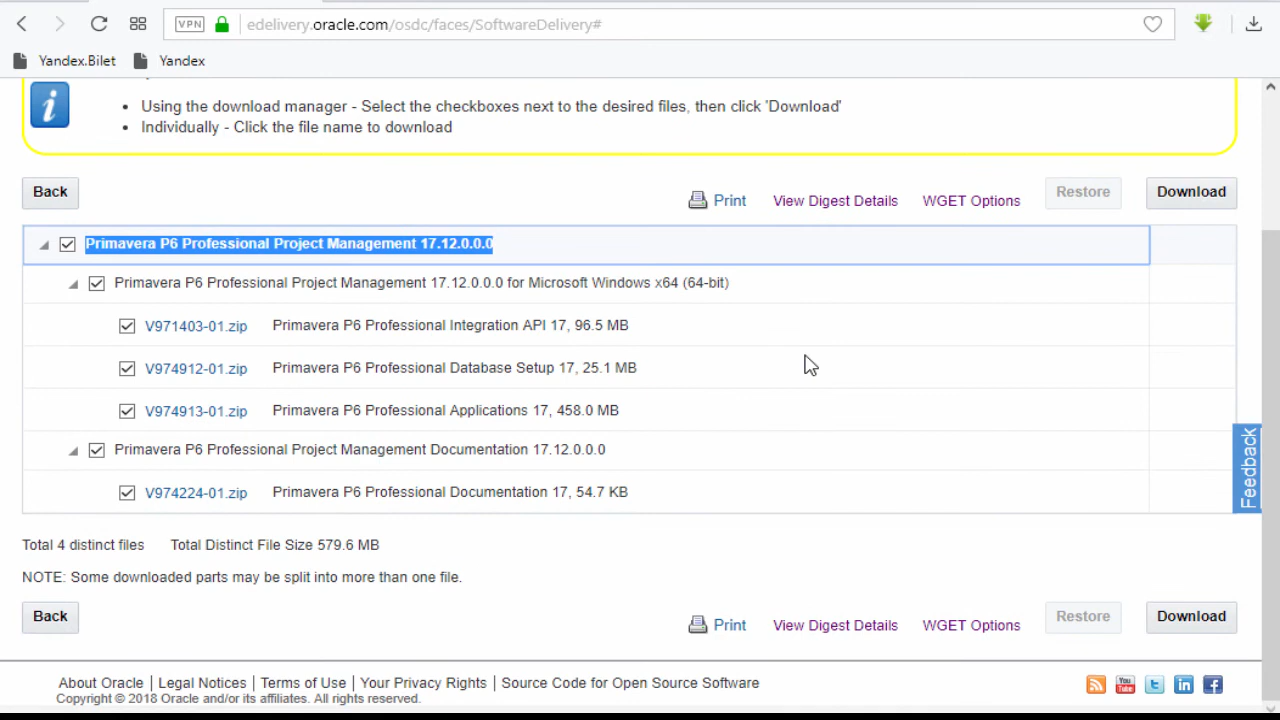 VPN edelivery.oracle.com/osdc/faces/SoftwareDelivery#
Yandex.Bilet Yandex
i
• Using the download manager - Select the checkboxes next to the desired files, then click 'Download'
• Individually - Click the file name to download
Back Print View Digest Details WGET Options Restore Download
Primavera P6 Professional Project Management 17.12.0.0.0
Primavera P6 Professional Project Management 17.12.0.0.0 for Microsoft Windows x64 (64-bit)
V971403-01.zip Primavera P6 Professional Integration API 17, 96.5 MB
V974912-01.zip Primavera P6 Professional Database Setup 17, 25.1 MB
V974913-01.zip Primavera P6 Professional Applications 17, 458.0 MB
Primavera P6 Professional Project Management Documentation 17.12.0.0.0
V974224-01.zip Primavera P6 Professional Documentation 17, 54.7 KB
Feedback
Total 4 distinct files Total Distinct File Size 579.6 MB
NOTE: Some downloaded parts may be split into more than one file.
Back Print View Digest Details WGET Options Restore Download
About Oracle | Legal Notices | Terms of Use | Your Privacy Rights | Source Code for Open Source Software
Copyright © 2018 Oracle and/or its affiliates. All rights reserved.
You Tube in f